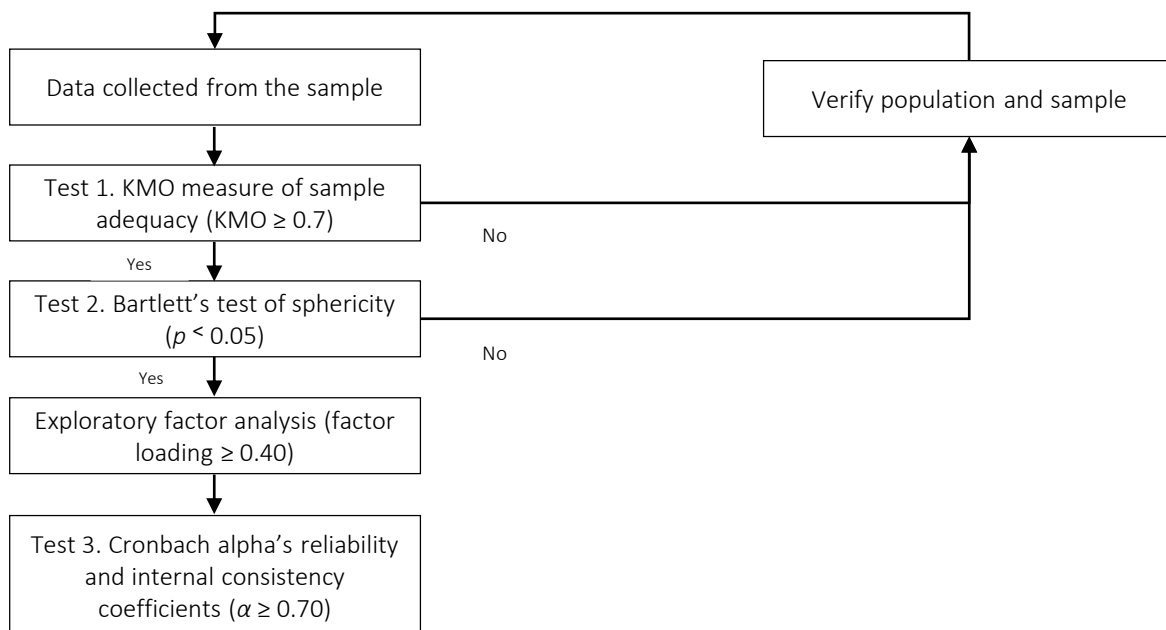 Data collected from the sample
Verify population and sample
Test 1. KMO measure of sample
adequacy (KMO ≥ 0.7)
No
Yes
Test 2. Bartlett’s test of sphericity
(p < 0.05)
No
Yes
Exploratory factor analysis (factor
loading ≥ 0.40)
Test 3. Cronbach alpha’s reliability
and internal consistency
coefficients (α ≥ 0.70)